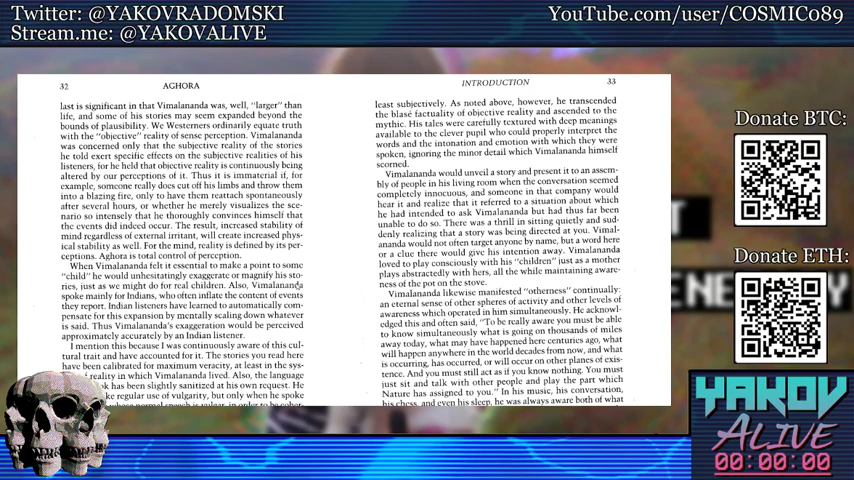 Twitter: @YAKOVRADOMSKI
Stream.me: @YAKOVALIVE
YouTube.com/user/COSMIC089
32
AGHORA
last is significant in that Vimalananda was, well, "larger" than
life, and some of his stories may seem expanded beyond the
bounds of plausibility. We Westerners ordinarily equate truth
with the "objective" reality of sense perception. Vimalananda
was concerned only that the subjective reality of the stories
he told exert specific effects on the subjective realities of his
listeners, for he held that objective reality is continuously being
altered by our perceptions of it. Thus it is immaterial if, for
example, someone really does cut off his limbs and throw them
into a blazing fire, only to have them reattach spontaneously
after several hours, or whether he merely visualizes the sce-
nario so intensely that he thoroughly convinces himself that
the events did indeed occur. The result, increased stability of
mind regardless of external irritant, will create increased phys-
ical stability as well. For the mind, reality is defined by its per-
ceptions. Aghora is total control of perception.
When Vimalananda felt it essential to make a point to some
"child" he would unhesitatingly exaggerate or magnify his sto-
ries, just as we might do for real children. Also, Vimalananda
spoke mainly for Indians, who often inflate the content of events
they report. Indian listeners have learned to automatically com-
pensate for this expansion by mentally scaling down whatever
is said. Thus Vimalananda's exaggeration would be perceived
approximately accurately by an Indian listener.
I mention this because I was continuously aware of this cul-
tural trait and have accounted for it. The stories you read here
have been calibrated for maximum veracity, at least in the sys-
reality in which Vimalananda lived. Also, the language
has been slightly sanitized at his own request. He
regular use of vulgarity, but only when he spoke
whose normal speech is vulgar, in order to be
INTRODUCTION
33
least subjectively. As noted above, however, he transcended
the blasé factuality of objective reality and ascended to the
mythic. His tales were carefully textured with deep meanings
available to the clever pupil who could properly interpret the
words and the intonation and emotion with which they were
spoken, ignoring the minor detail which Vimalananda himself
scorned.
Vimalananda would unveil a story and present it to an assem-
bly of people in his living room when the conversation seemed
completely innocuous, and someone in that company would
hear it and realize that it referred to a situation about which
he had intended to ask Vimalananda but had thus far been
unable to do so. There was a thrill in sitting quietly and sud-
denly realizing that a story was being directed at you. Vimal-
ananda would not often target anyone by name, but a word here
or a clue there would give his intention away. Vimalananda
loved to play consciously with his "children" just as a mother
plays abstractedly with hers, all the while maintaining aware-
ness of the pot on the stove.
Vimalananda likewise manifested "otherness" continually:
an eternal sense of other spheres of activity and other levels of
awareness which operated in him simultaneously. He acknowl-
edged this and often said, "To be really aware you must be able
to know simultaneously what is going on thousands of miles
away today, what may have happened here centuries ago, what
will happen anywhere in the world decades from now, and what
is occurring, has occurred, or will occur on other planes of exis-
tence. And you must still act as if you know nothing. You must
just sit and talk with other people and play the part which
Nature has assigned to you." In his music, his conversation,
his chess, and even his sleep, he was always aware both of what
Donate BTC:
Donate ETH:
YAKOV
ALIVE
00:00:00